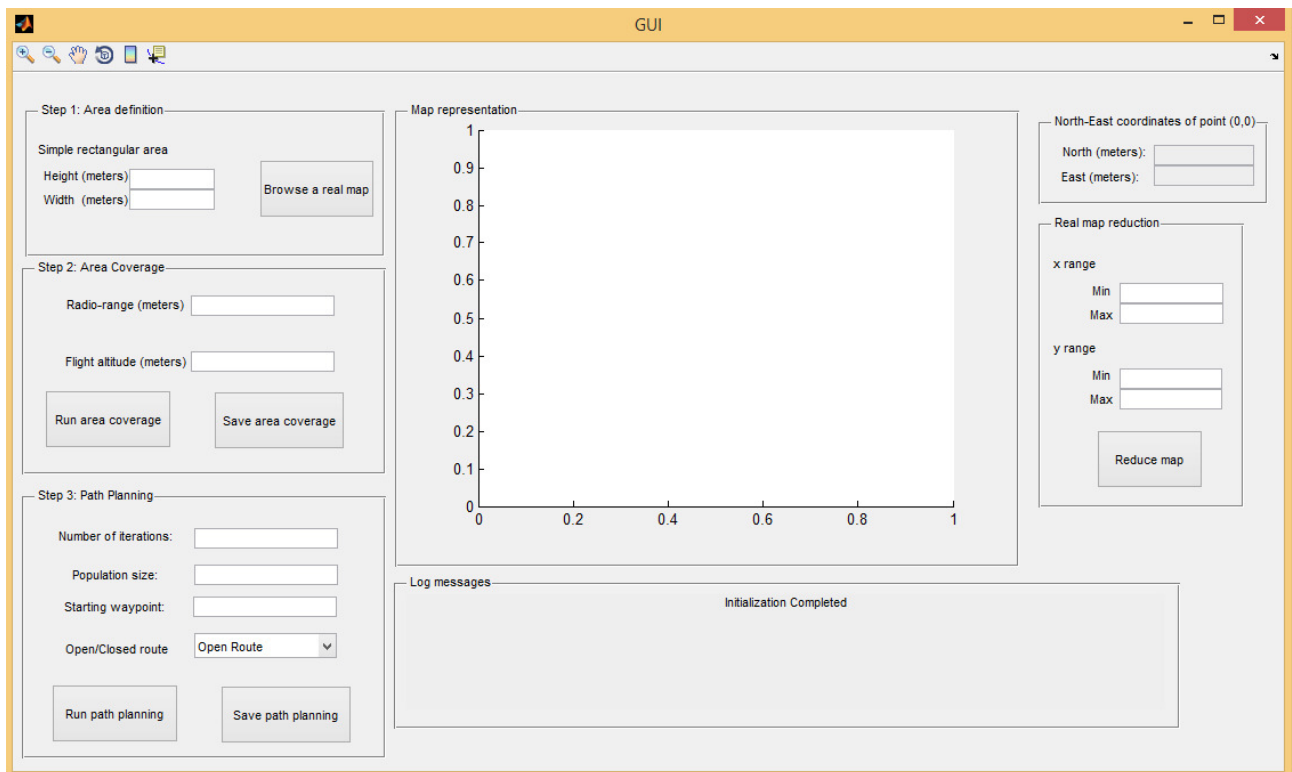 GUI
Step 1: Area definition
Simple rectangular area
Height (meters)
Width (meters)
Browse a real map
Step 2: Area Coverage
Radio-range (meters)
Flight altitude (meters)
Run area coverage
Save area coverage
Step 3: Path Planning
Number of iterations:
Population size:
Starting waypoint:
Open/Closed route
Open Route
Run path planning
Save path planning
Map representation
1
0.9
0.8
0.7
0.6
0.5
0.4
0.3
0.2
0.1
0
0 0.2 0.4 0.6 0.8 1
Log messages
Initialization Completed
North-East coordinates of point (0,0)
North (meters):
East (meters):
Real map reduction
x range
Min
Max
y range
Min
Max
Reduce map